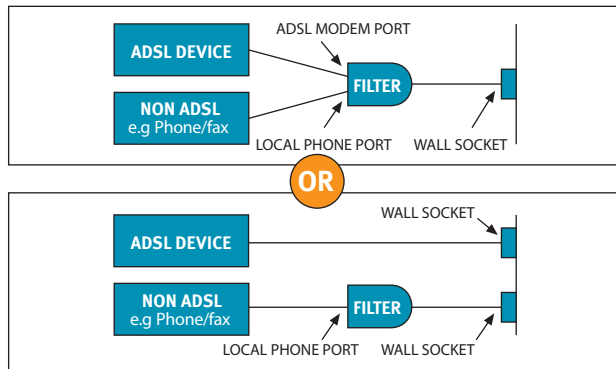 ADSL MODEM PORT
ADSL DEVICE
FILTER
NON ADSL
e.g Phone/fax
LOCAL PHONE PORT
WALL SOCKET
OR
WALL SOCKET
ADSL DEVICE
NON ADSL
e.g Phone/fax
FILTER
LOCAL PHONE PORT
WALL SOCKET